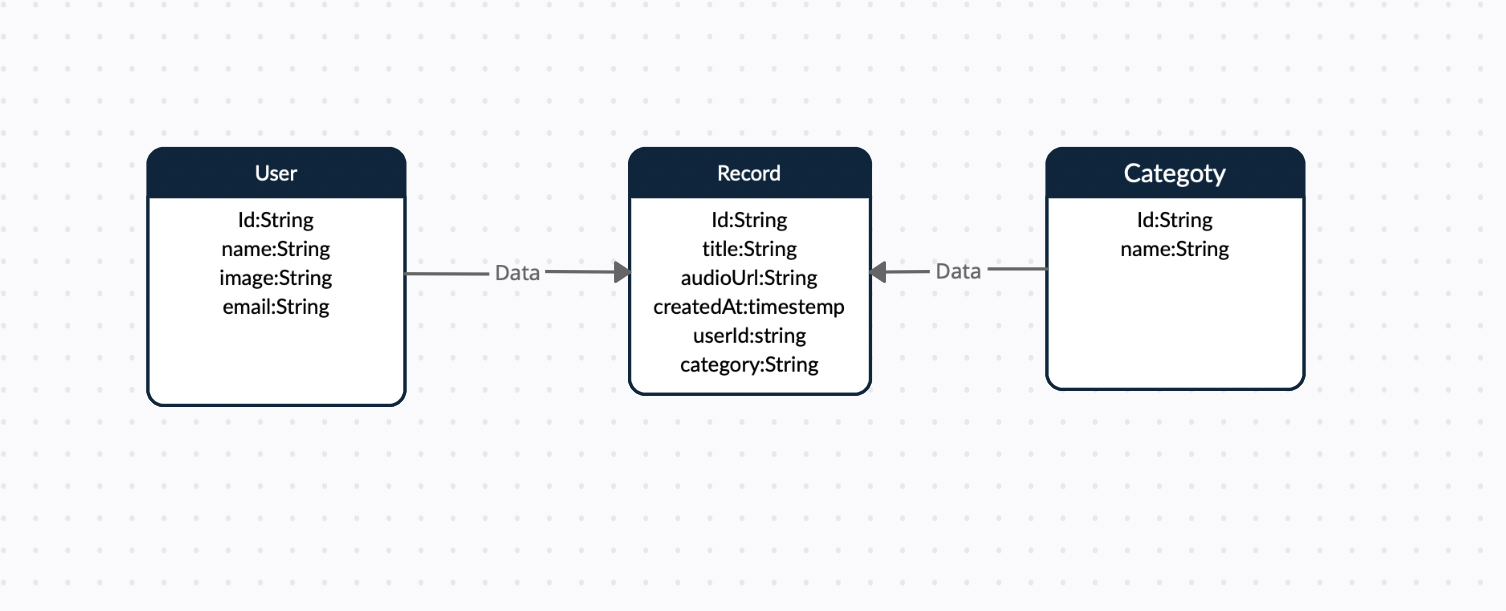 User
Id:String
name:String
image:String
email:String
Data
Record
Id:String
title:String
audioUrl:String
createdAt:timestemp
userId:string
category:String
Data
Categoty
Id:String
name:String